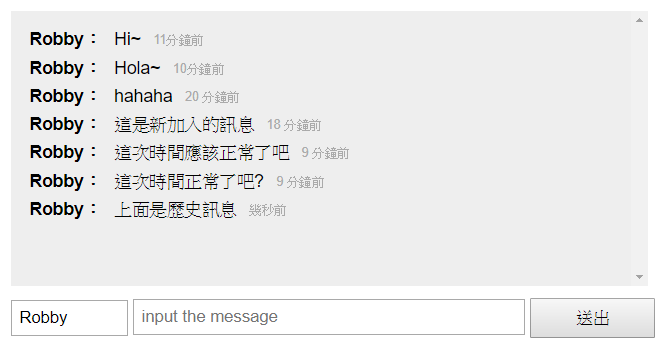 Robby： Hi~ 11分鐘前
Robby： Hola~ 10分鐘前
Robby： hahaha 20 分鐘前
Robby： 這是新加入的訊息 18 分鐘前
Robby： 這次時間應該正常了吧 9 分鐘前
Robby： 這次時間正常了吧? 9 分鐘前
Robby： 上面是歷史訊息 幾秒前
Robby input the message 送出